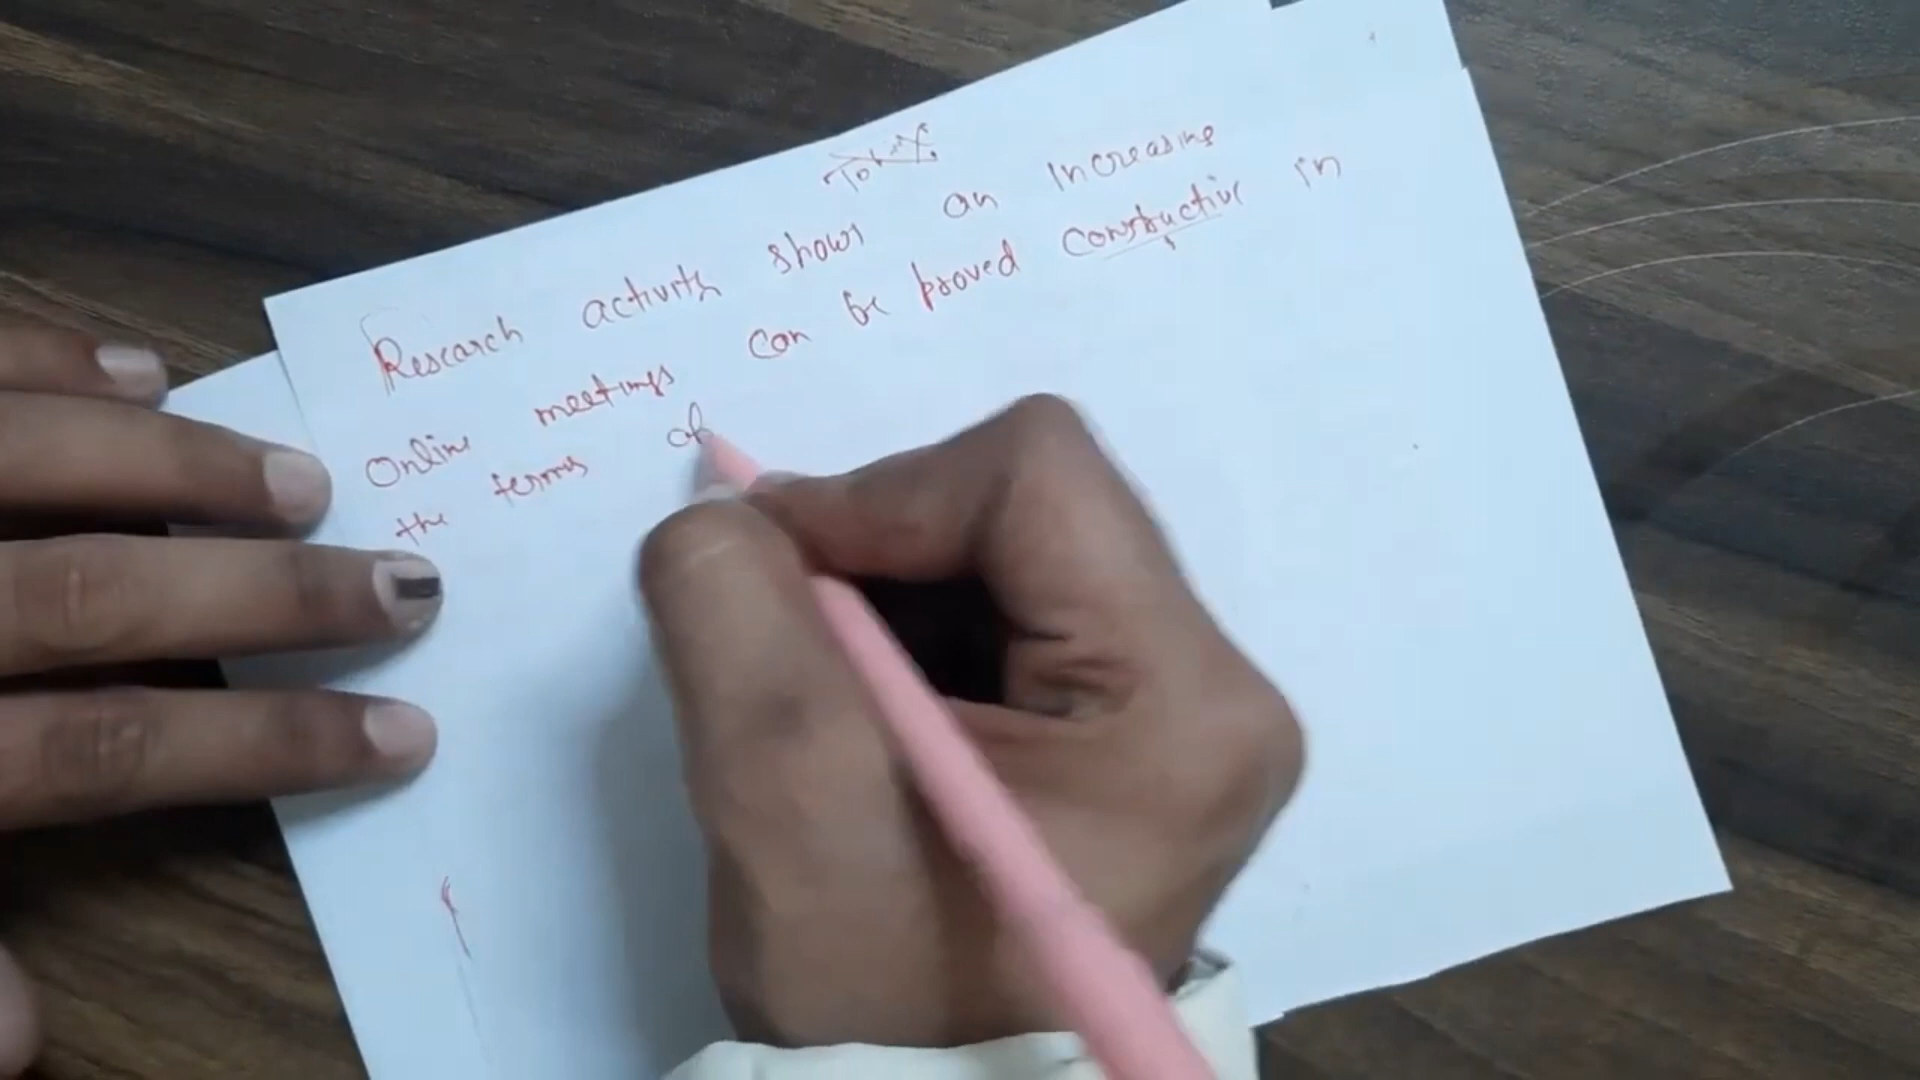 Research activity shows an increasing
Online meetings can be proved constructive in
the terms of